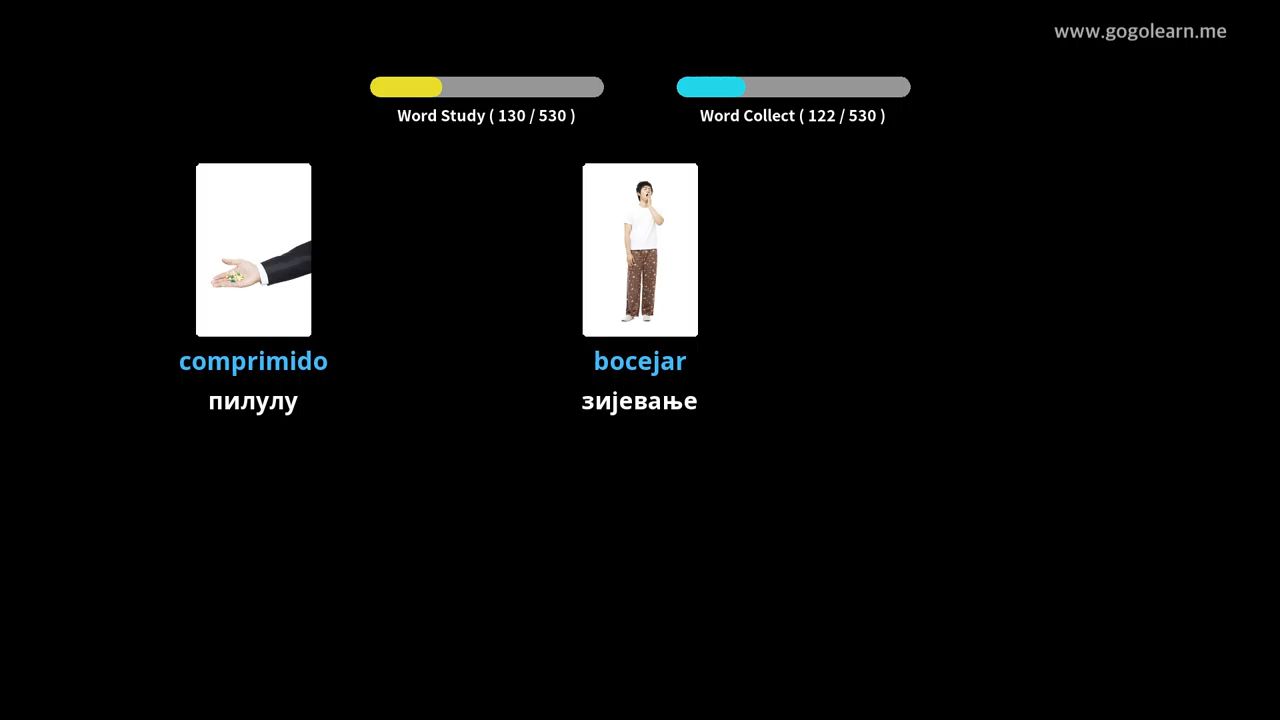 www.gogolearn.me
Word Study ( 130 / 530 )
Word Collect ( 122 / 530 )
comprimido
bocejar
пилулу
зијевање